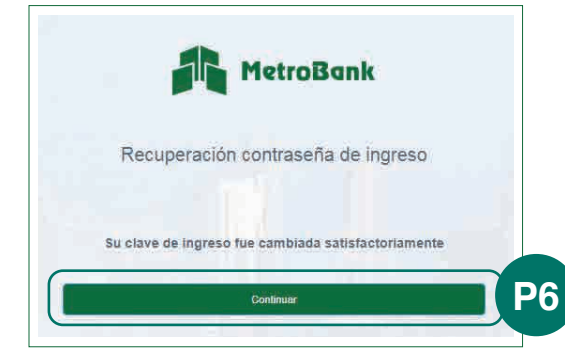 MetroBank
Recuperación contraseña de ingreso
Su clave de ingreso fue cambiada satisfactoriamente
Continuar
P6